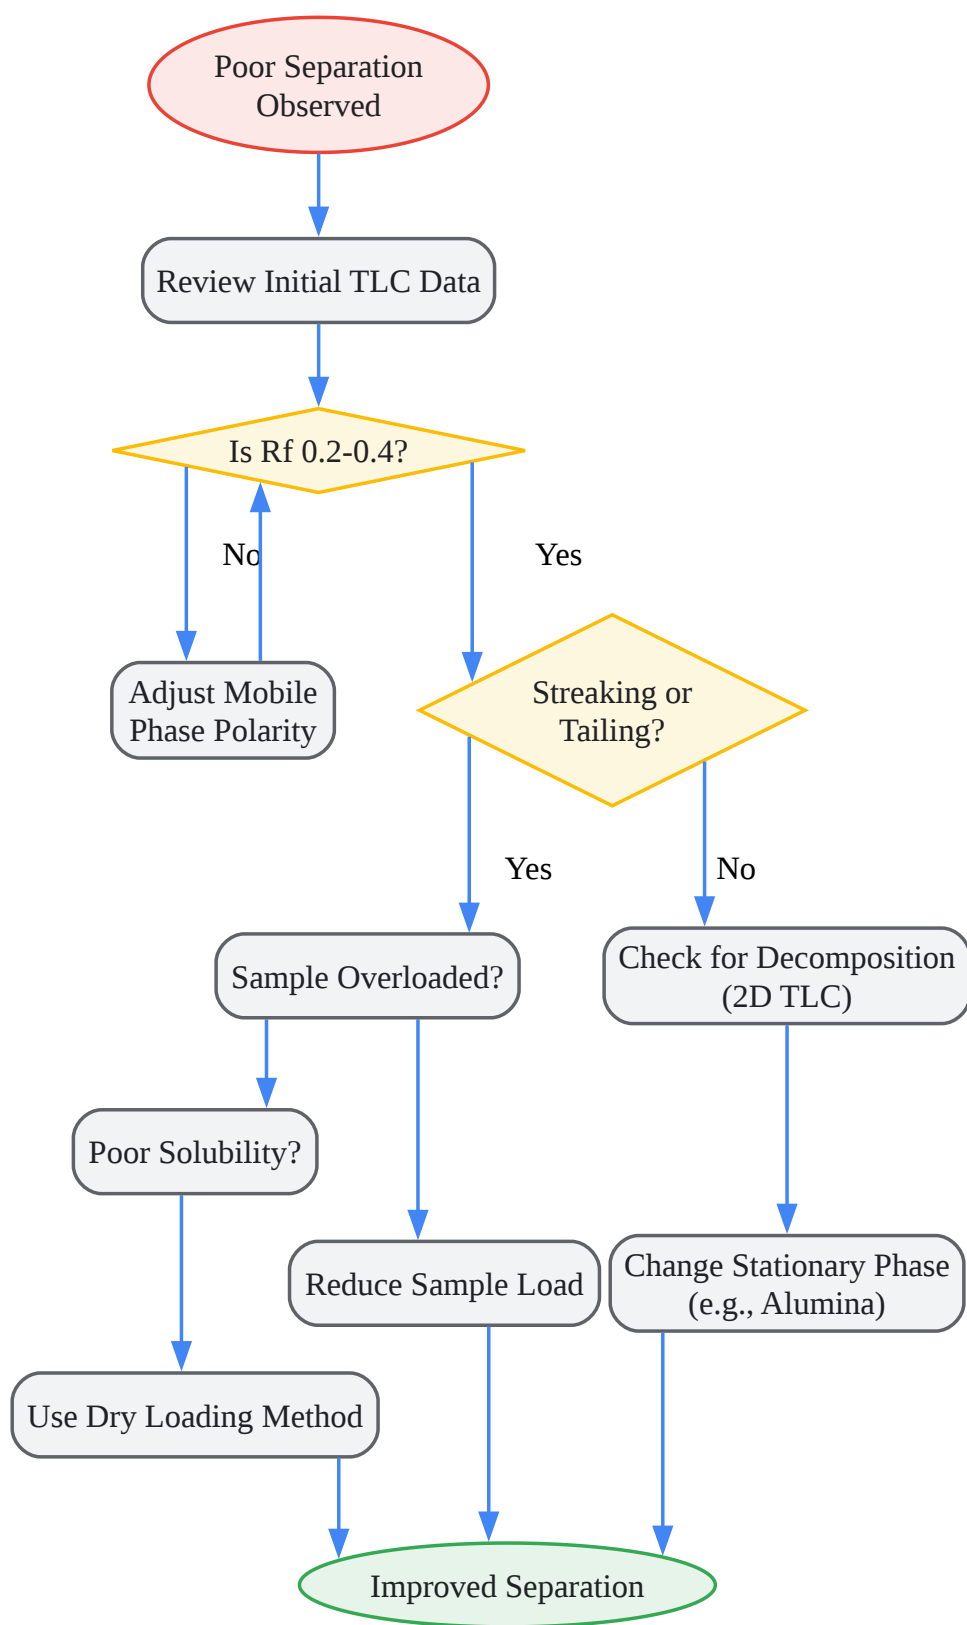 Poor Separation
Observed
Review Initial TLC Data
Is Rf 0.2-0.4?
No
Yes
Adjust Mobile
Phase Polarity
Streaking or
Tailing?
Yes
No
Sample Overloaded?
Check for Decomposition
(2D TLC)
Poor Solubility?
Reduce Sample Load
Change Stationary Phase
(e.g., Alumina)
Use Dry Loading Method
Improved Separation